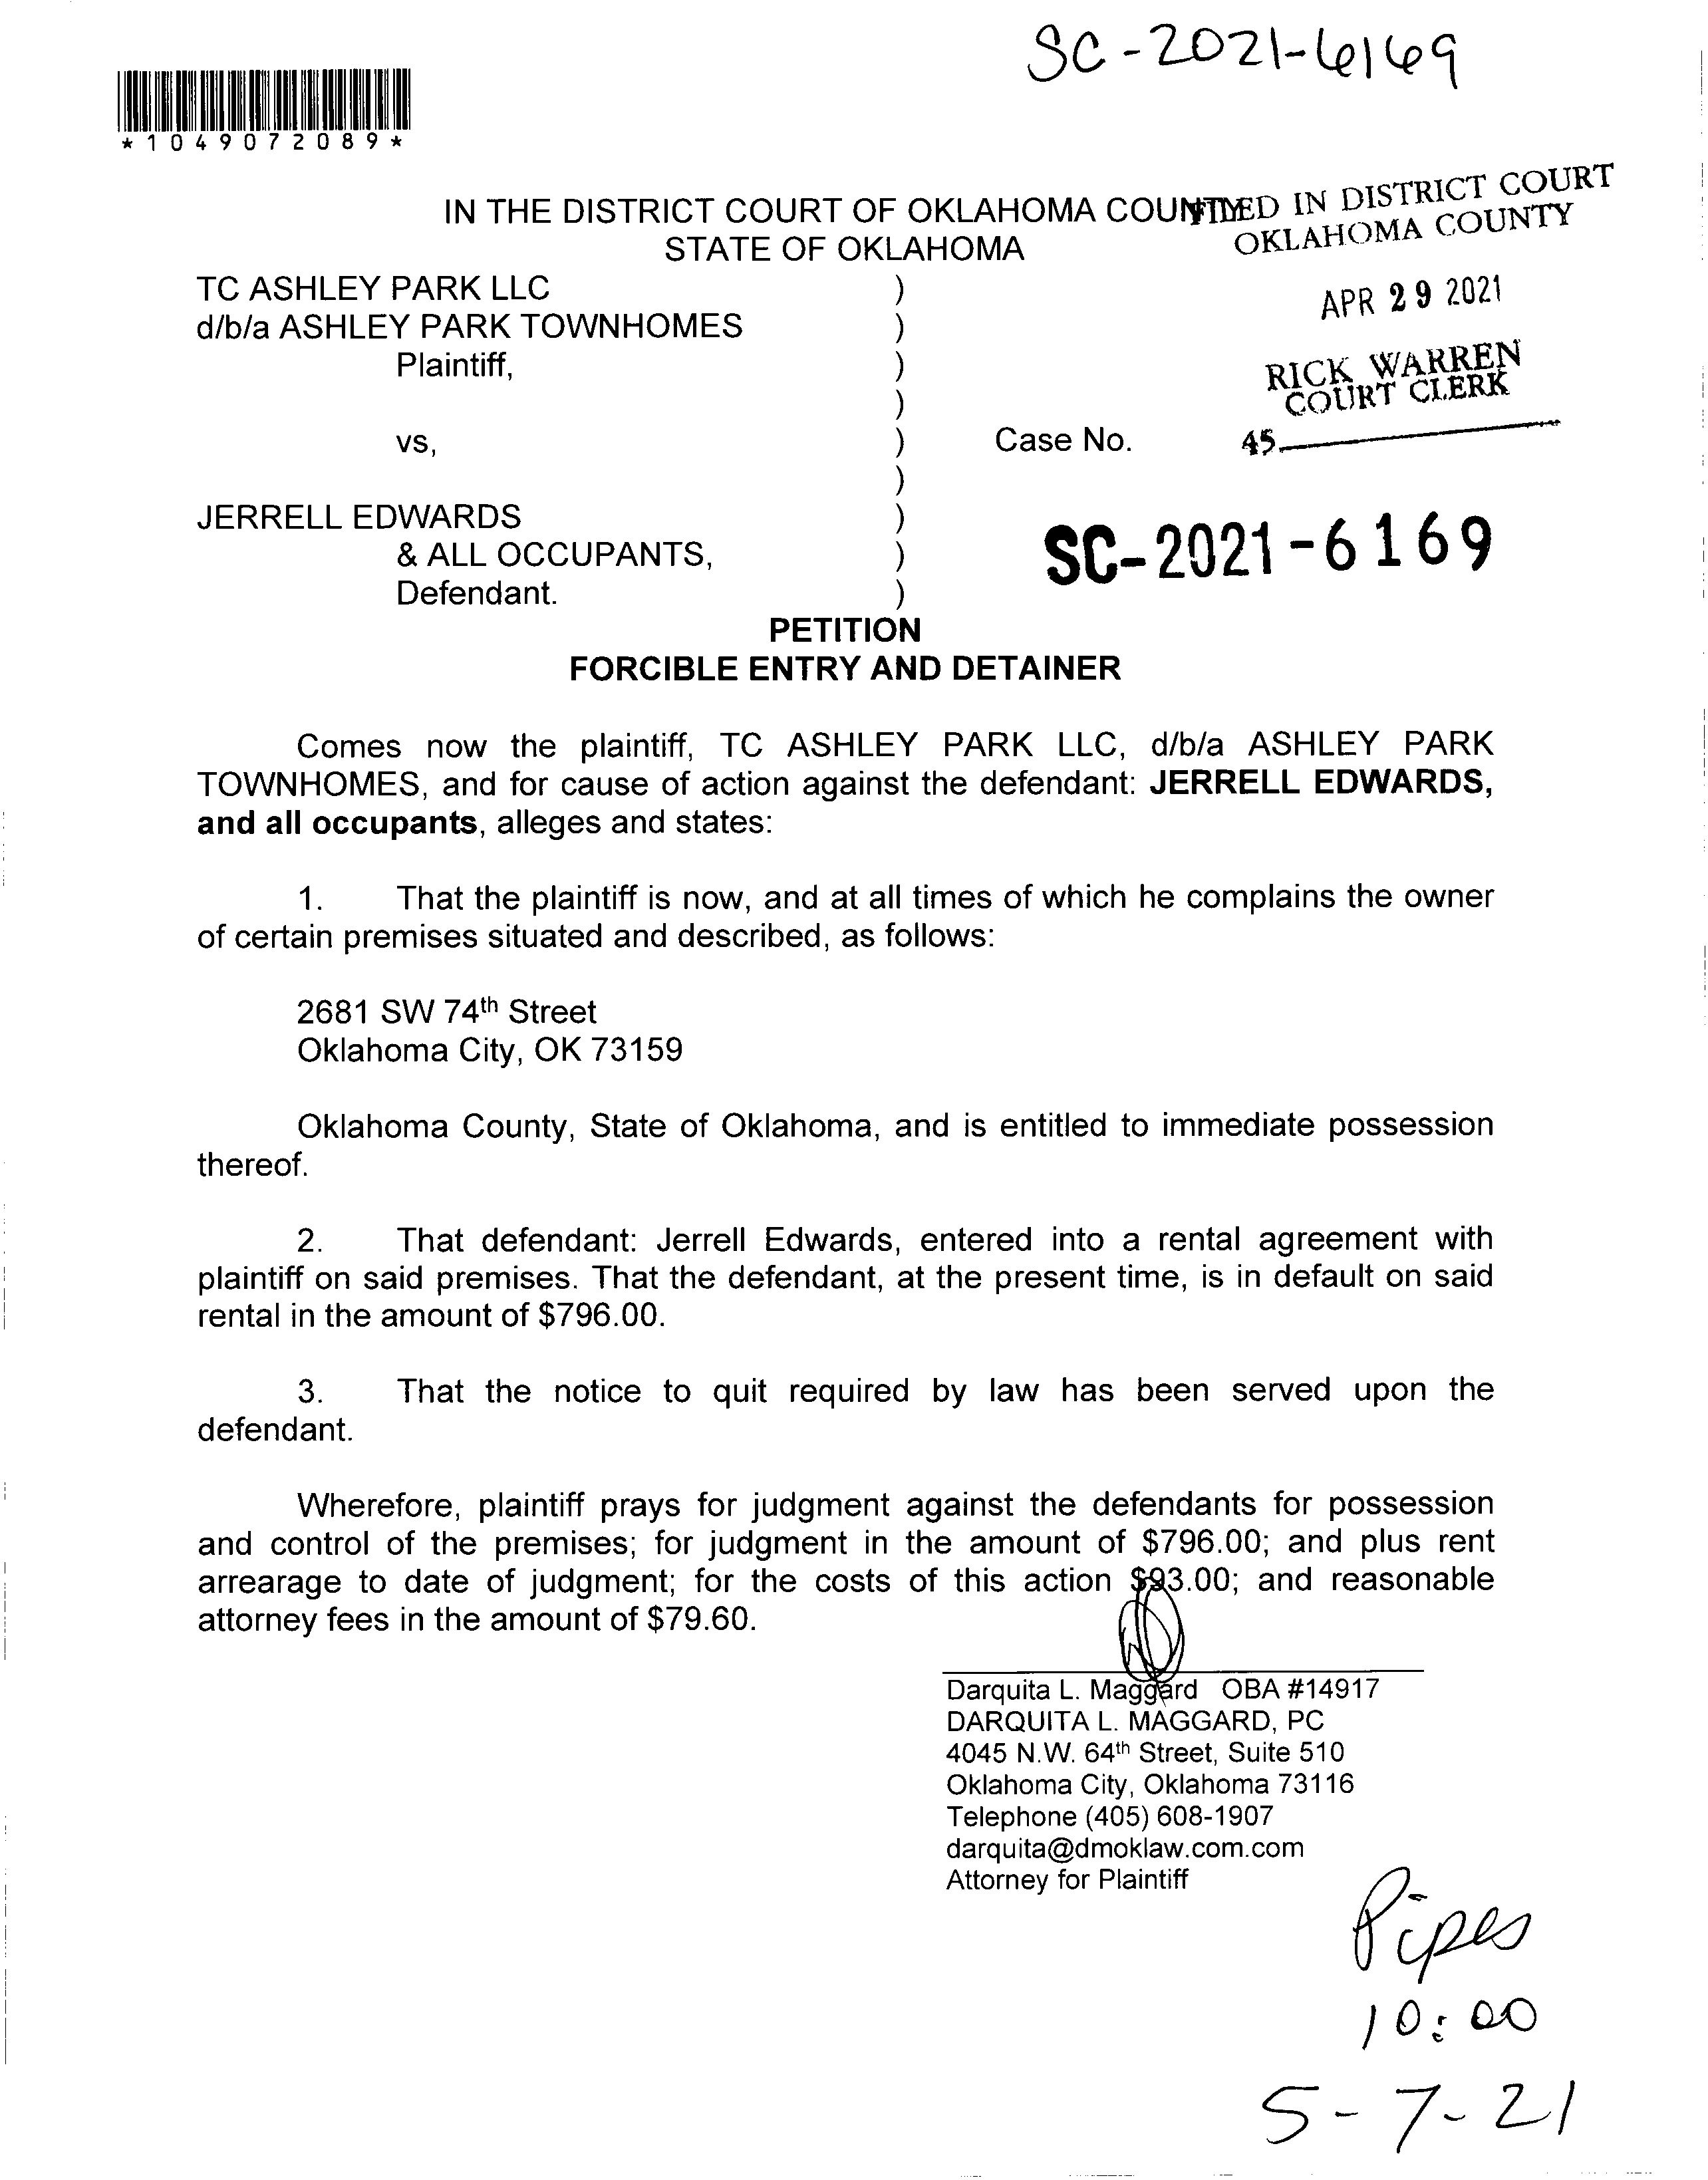 SC-2021-6169
*1049072089*
IN THE DISTRICT COURT OF OKLAHOMA COUNTY
STATE OF OKLAHOMA
FILED IN DISTRICT COURT
OKLAHOMA COUNTY
APR 29 2021
RICK WARREN
COURT CLERK
45
TC ASHLEY PARK LLC )
d/b/a ASHLEY PARK TOWNHOMES )
Plaintiff, )
)
vs, ) Case No.
)
JERRELL EDWARDS )
& ALL OCCUPANTS, ) SC-2021-6169
Defendant. )
PETITION
FORCIBLE ENTRY AND DETAINER
Comes now the plaintiff, TC ASHLEY PARK LLC, d/b/a ASHLEY PARK
TOWNHOMES, and for cause of action against the defendant: JERRELL EDWARDS,
and all occupants, alleges and states:
1. That the plaintiff is now, and at all times of which he complains the owner
of certain premises situated and described, as follows:
2681 SW 74th Street
Oklahoma City, OK 73159
Oklahoma County, State of Oklahoma, and is entitled to immediate possession
thereof.
2. That defendant: Jerrell Edwards, entered into a rental agreement with
plaintiff on said premises. That the defendant, at the present time, is in default on said
rental in the amount of $796.00.
3. That the notice to quit required by law has been served upon the
defendant.
Wherefore, plaintiff prays for judgment against the defendants for possession
and control of the premises; for judgment in the amount of $796.00; and plus rent
arrearage to date of judgment; for the costs of this action $93.00; and reasonable
attorney fees in the amount of $79.60.
Darquita L. Maggard OBA #14917
DARQUITA L. MAGGARD, PC
4045 N.W. 64th Street, Suite 510
Oklahoma City, Oklahoma 73116
Telephone (405) 608-1907
darquita@dmoklaw.com.com
Attorney for Plaintiff
Pipes
10:00
5-7-21